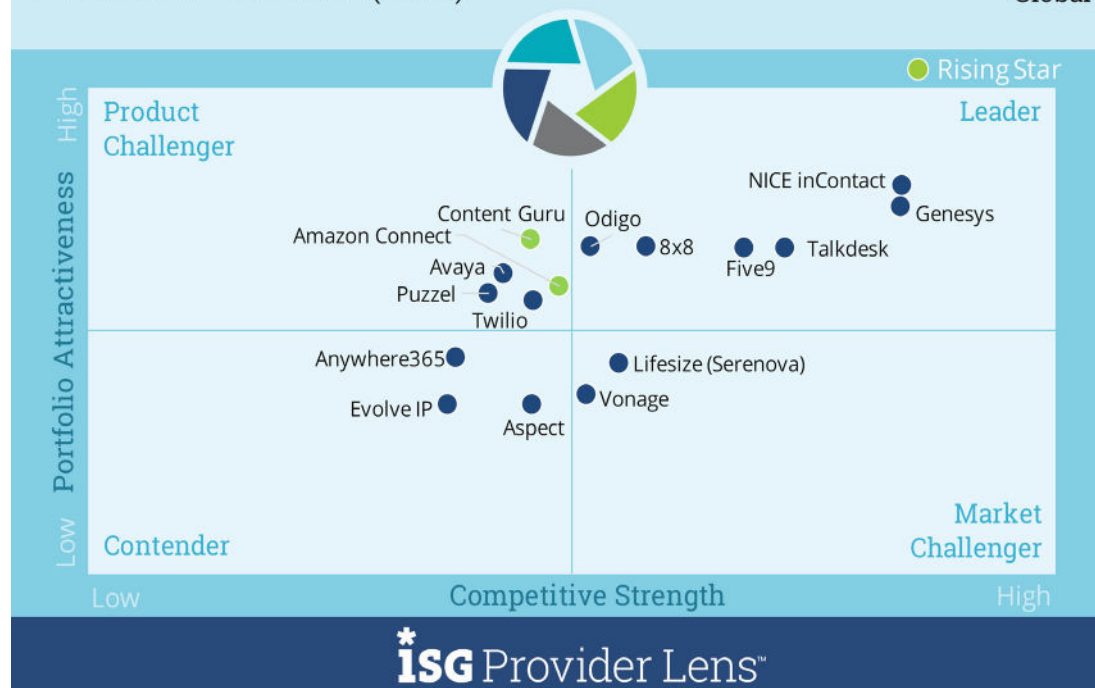 Global
Rising Star
High
Product
Challenger
Leader
NICE inContact
Genesys
Content Guru
Odigo
Amazon Connect
8x8
Talkdesk
Five9
Avaya
Puzzel
Twilio
Portfolio Attractiveness
Anywhere365
Lifesize (Serenova)
Evolve IP
Vonage
Aspect
Market
Challenger
Contender
Low
Low
Competitive Strength
High
*ISG Provider Lens™